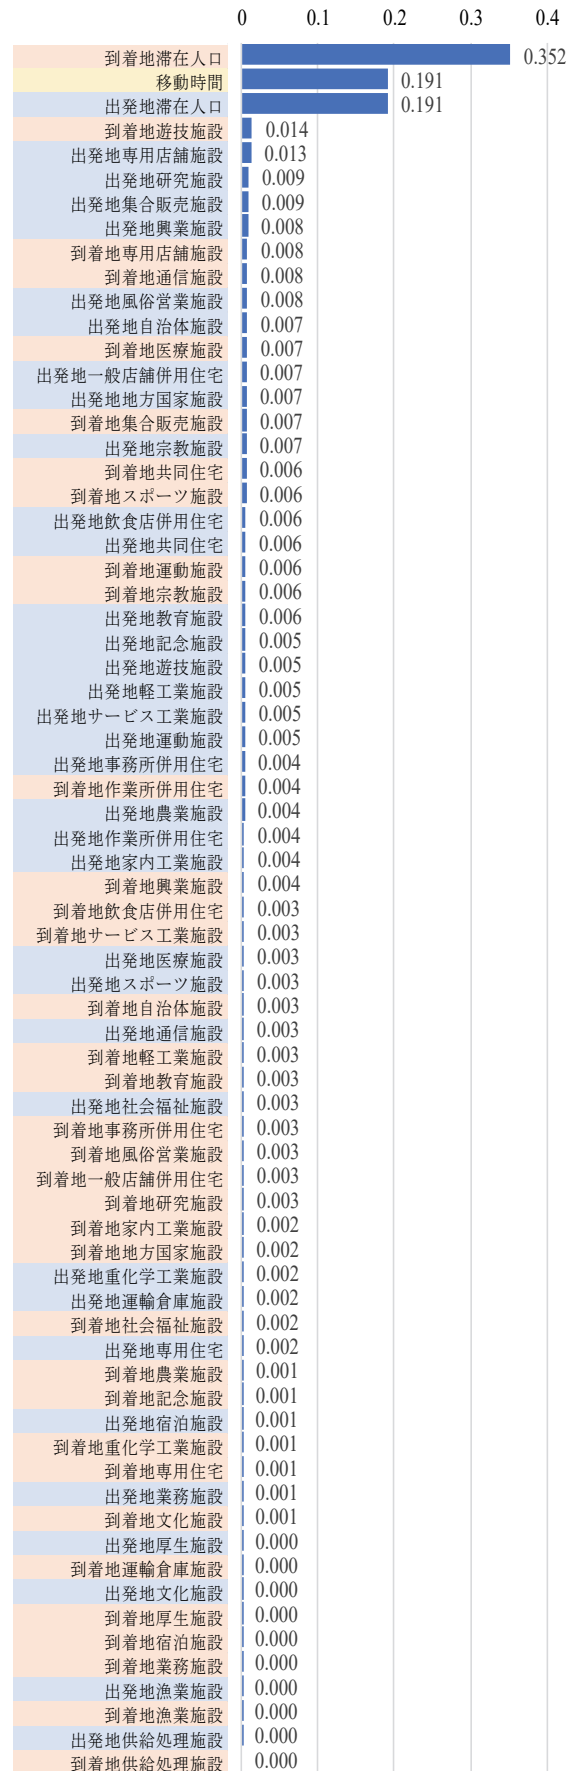 0 0.1 0.2 0.3 0.4
到着地滞在人口 0.352
移動時間 0.191
出発地滞在人口 0.191
到着地遊技施設 0.014
出発地専用店舗施設 0.013
出発地研究施設 0.009
出発地集合販売施設 0.009
出発地興業施設 0.008
到着地専用店舗施設 0.008
到着地通信施設 0.008
出発地風俗営業施設 0.008
出発地自治体施設 0.007
到着地医療施設 0.007
出発地一般店舗併用住宅 0.007
出発地地方国家施設 0.007
到着地集合販売施設 0.007
出発地宗教施設 0.007
到着地共同住宅 0.006
到着地スポーツ施設 0.006
出発地飲食店併用住宅 0.006
出発地共同住宅 0.006
到着地運動施設 0.006
到着地宗教施設 0.006
出発地教育施設 0.006
出発地記念施設 0.005
出発地遊技施設 0.005
出発地軽工業施設 0.005
出発地サービス工業施設 0.005
出発地運動施設 0.005
出発地事務所併用住宅 0.004
到着地作業所併用住宅 0.004
出発地農業施設 0.004
出発地作業所併用住宅 0.004
出発地家内工業施設 0.004
到着地興業施設 0.004
到着地飲食店併用住宅 0.003
到着地サービス工業施設 0.003
出発地医療施設 0.003
出発地スポーツ施設 0.003
到着地自治体施設 0.003
出発地通信施設 0.003
到着地軽工業施設 0.003
到着地教育施設 0.003
出発地社会福祉施設 0.003
到着地事務所併用住宅 0.003
到着地風俗営業施設 0.003
到着地一般店舗併用住宅 0.003
到着地研究施設 0.003
到着地家内工業施設 0.002
到着地地方国家施設 0.002
出発地重化学工業施設 0.002
出発地運輸倉庫施設 0.002
到着地社会福祉施設 0.002
出発地専用住宅 0.002
到着地農業施設 0.001
到着地記念施設 0.001
出発地宿泊施設 0.001
到着地重化学工業施設 0.001
到着地専用住宅 0.001
出発地業務施設 0.001
到着地文化施設 0.001
出発地厚生施設 0.000
到着地運輸倉庫施設 0.000
出発地文化施設 0.000
到着地厚生施設 0.000
到着地宿泊施設 0.000
到着地業務施設 0.000
出発地漁業施設 0.000
到着地漁業施設 0.000
出発地供給処理施設 0.000
到着地供給処理施設 0.000